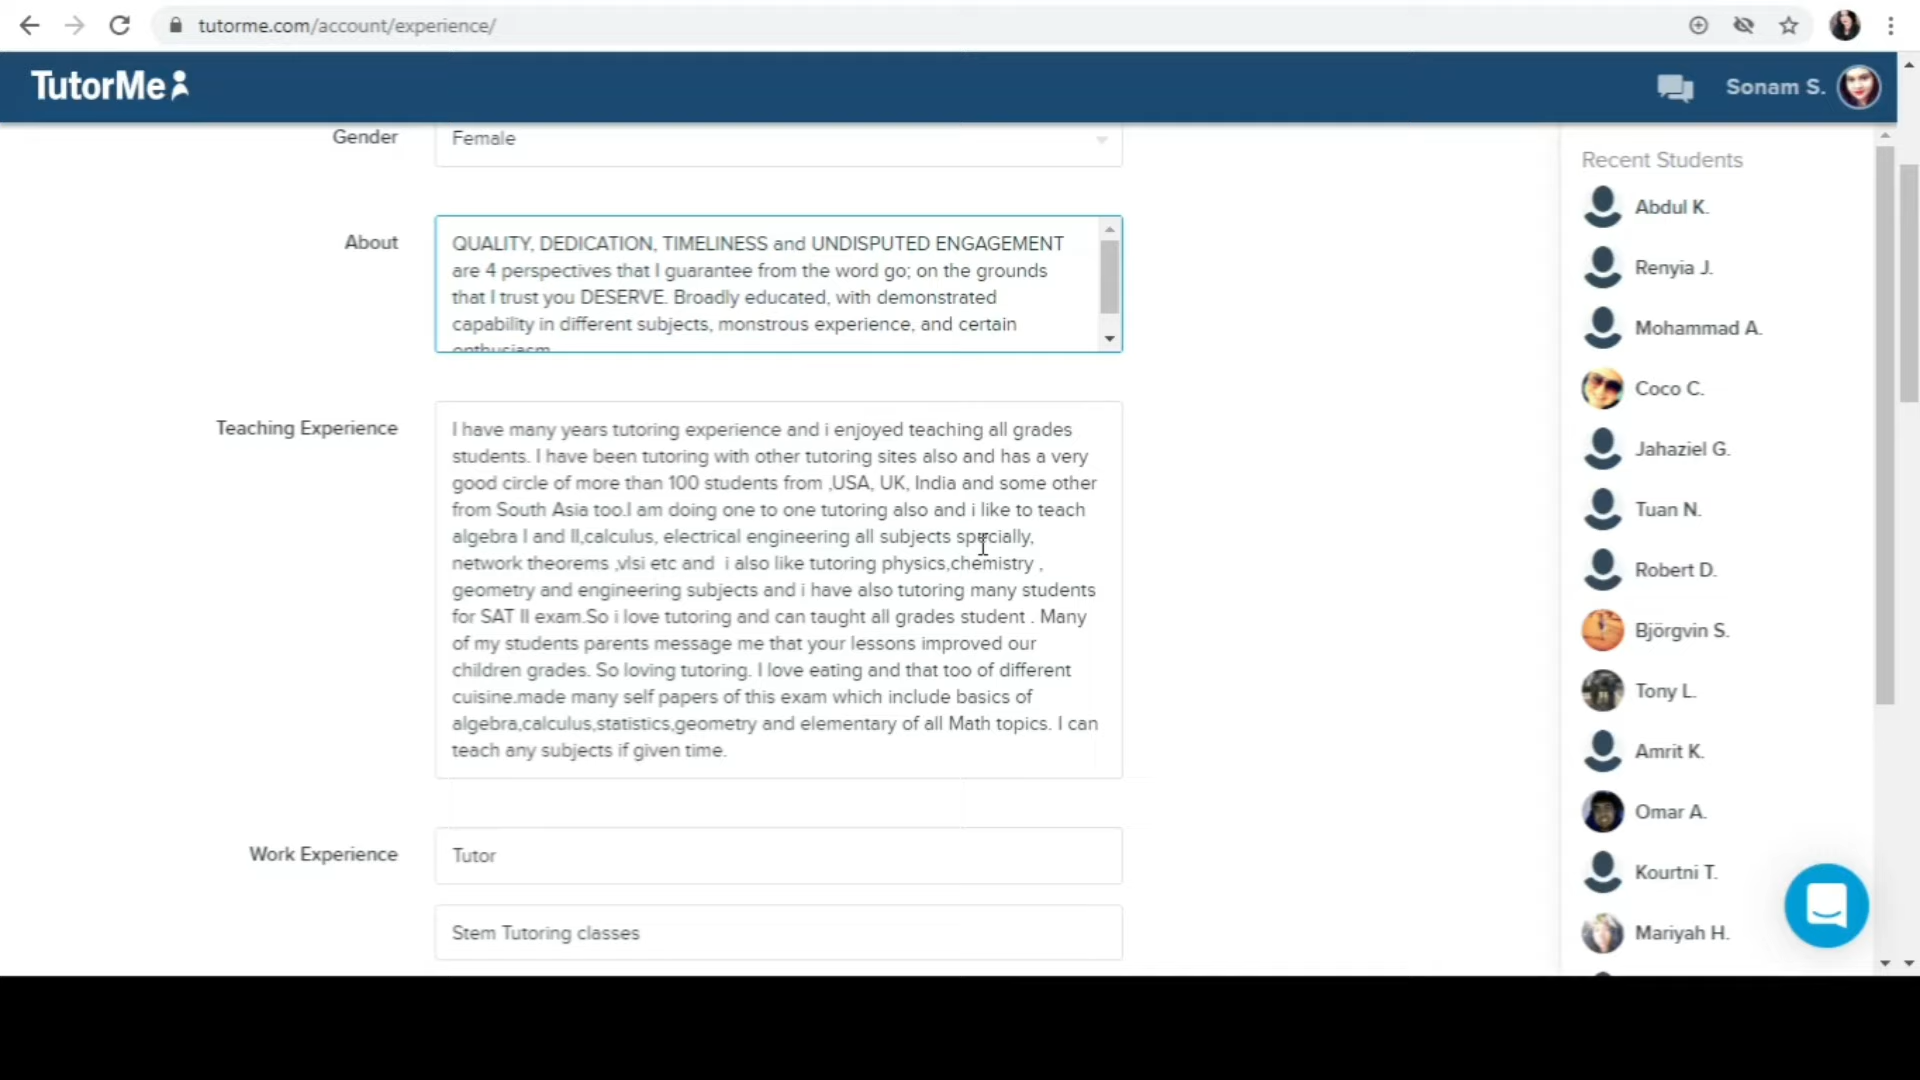 tutorme.com/account/experience/
TutorMe
Sonam S.
Gender
Female
About
QUALITY, DEDICATION, TIMELINESS and UNDISPUTED ENGAGEMENT
are 4 perspectives that I guarantee from the word go; on the grounds
that I trust you DESERVE. Broadly educated, with demonstrated
capability in different subjects, monstrous experience, and certain
enthusiasm
Teaching Experience
I have many years tutoring experience and i enjoyed teaching all grades
students. I have been tutoring with other tutoring sites also and has a very
good circle of more than 100 students from ,USA, UK, India and some other
from South Asia too.I am doing one to one tutoring also and i like to teach
algebra I and II,calculus, electrical engineering all subjects specially,
network theorems ,vlsi etc and  i also like tutoring physics,chemistry ,
geometry and engineering subjects and i have also tutoring many students
for SAT II exam.So i love tutoring and can taught all grades student . Many
of my students parents message me that your lessons improved our
children grades. So loving tutoring. I love eating and that too of different
cuisine.made many self papers of this exam which include basics of
algebra,calculus,statistics,geometry and elementary of all Math topics. I can
teach any subjects if given time.
Work Experience
Tutor
Stem Tutoring classes
Recent Students
Abdul K.
Renyia J.
Mohammad A.
Coco C.
Jahaziel G.
Tuan N.
Robert D.
Björgvin S.
Tony L.
Amrit K.
Omar A.
Kourtni T.
Mariyah H.